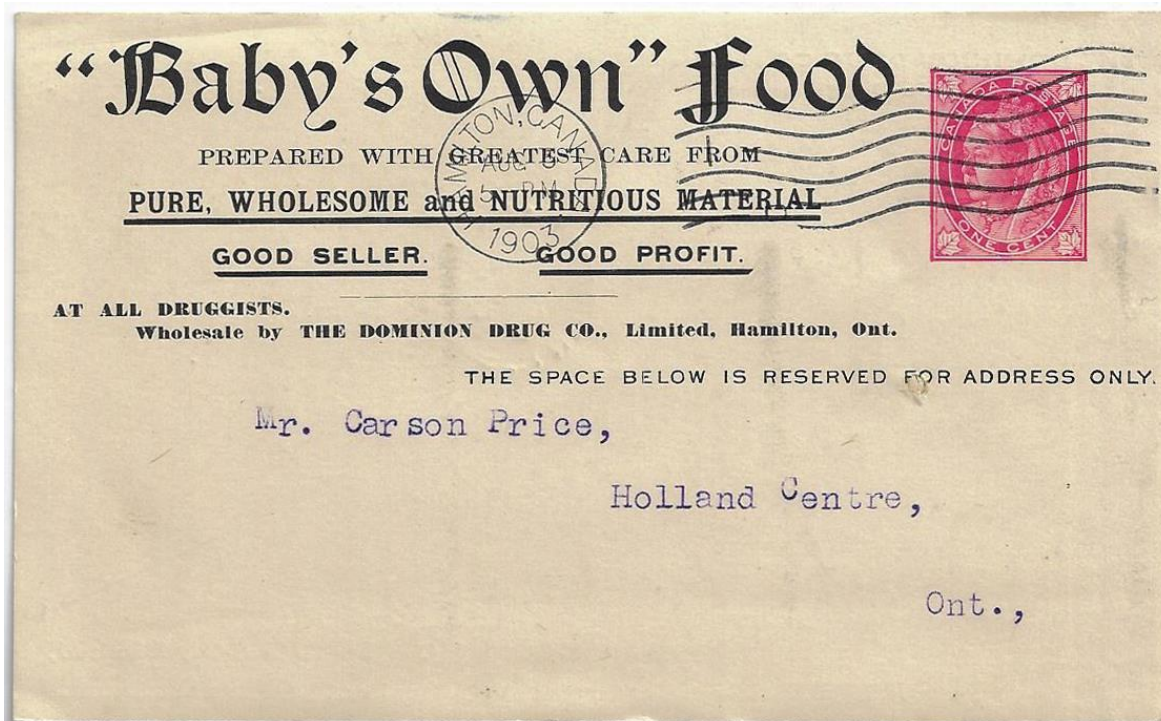 "Baby's Own" Food
PREPARED WITH GREATEST CARE FROM
PURE, WHOLESOME and NUTRITIOUS MATERIAL
GOOD SELLER. GOOD PROFIT.
AT ALL DRUGGISTS.
Wholesale by THE DOMINION DRUG CO., Limited, Hamilton, Ont.
HAMILTON, CANADA
AUG
PM
1903
CANADA POSTAGE
ONE CENT
THE SPACE BELOW IS RESERVED FOR ADDRESS ONLY.
Mr. Carson Price,
Holland Centre,
Ont.,